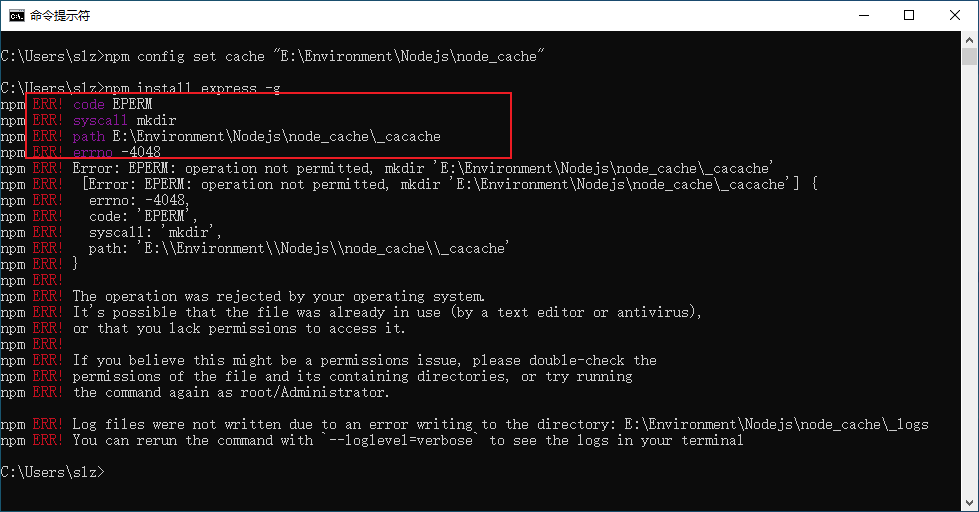 命令提示符
C:\Users\slz>npm config set cache "E:\Environment\Nodejs\node_cache"
C:\Users\slz>npm install express -g
npm ERR! code EPERM
npm ERR! syscall mkdir
npm ERR! path E:\Environment\Nodejs\node_cache\_cacache
npm ERR! errno -4048
npm ERR! Error: EPERM: operation not permitted, mkdir 'E:\Environment\Nodejs\node_cache\_cacache'
npm ERR!  [Error: EPERM: operation not permitted, mkdir 'E:\Environment\Nodejs\node_cache\_cacache'] {
npm ERR!   errno: -4048,
npm ERR!   code: 'EPERM',
npm ERR!   syscall: 'mkdir',
npm ERR!   path: 'E:\\Environment\\Nodejs\\node_cache\\_cacache'
npm ERR! }
npm ERR!
npm ERR! The operation was rejected by your operating system.
npm ERR! It's possible that the file was already in use (by a text editor or antivirus),
npm ERR! or that you lack permissions to access it.
npm ERR!
npm ERR! If you believe this might be a permissions issue, please double-check the
npm ERR! permissions of the file and its containing directories, or try running
npm ERR! the command again as root/Administrator.
npm ERR! Log files were not written due to an error writing to the directory: E:\Environment\Nodejs\node_cache\_logs
npm ERR! You can rerun the command with `--loglevel=verbose` to see the logs in your terminal
C:\Users\slz>